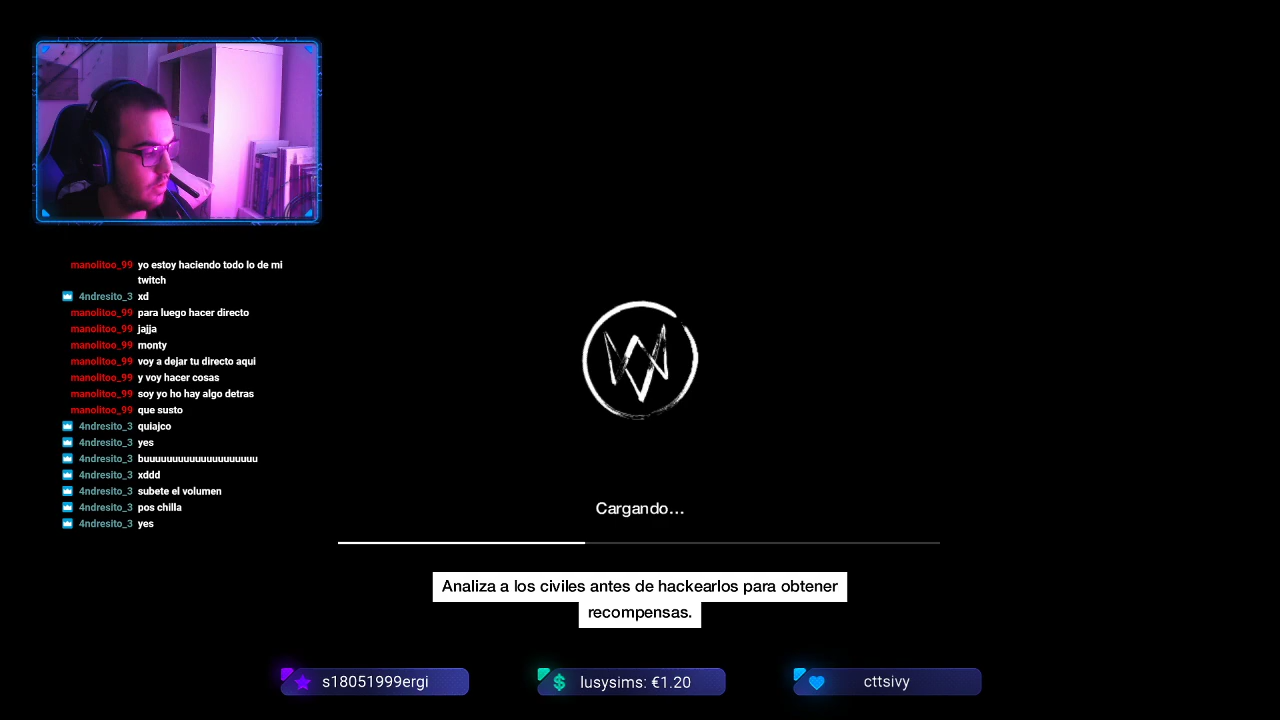 manolitoo_99 yo estoy haciendo todo lo de mi
twitch
4ndresito_3 xd
manolitoo_99 para luego hacer directo
manolitoo_99 jajja
manolitoo_99 monty
manolitoo_99 voy a dejar tu directo aqui
manolitoo_99 y voy hacer cosas
manolitoo_99 soy yo ho hay algo detras
manolitoo_99 que susto
4ndresito_3 quiajco
4ndresito_3 yes
4ndresito_3 buuuuuuuuuuuuuuuuuuu
4ndresito_3 xddd
4ndresito_3 subete el volumen
4ndresito_3 pos chilla
4ndresito_3 yes
Cargando...
Analiza a los civiles antes de hackearlos para obtener
recompensas.
s18051999ergi
lusysims: €1.20
cttsivy